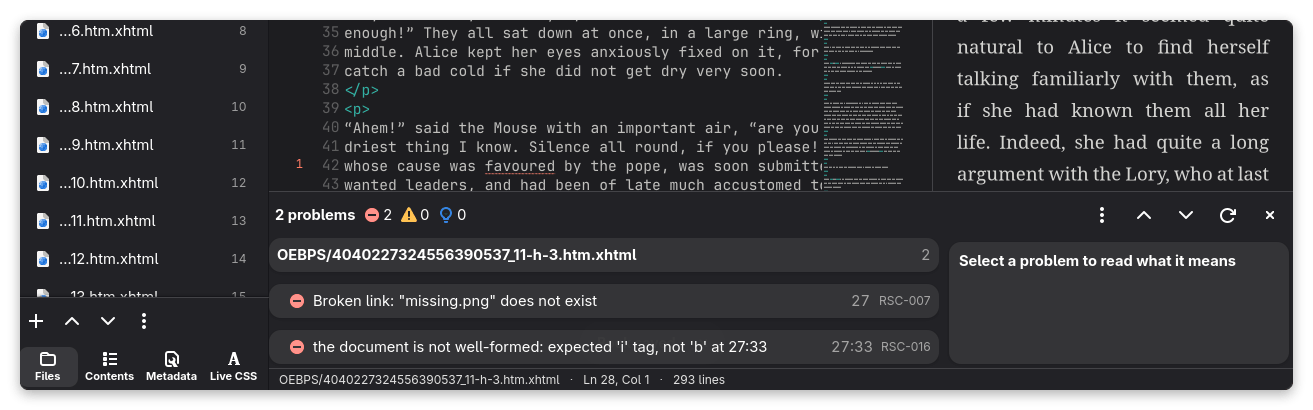 ...6.htm.xhtml 8
...7.htm.xhtml 9
...8.htm.xhtml 10
...9.htm.xhtml 11
...10.htm.xhtml 12
...11.htm.xhtml 13
...12.htm.xhtml 14
...13.htm.xhtml 15
Files
Contents
Metadata
Live CSS
35 enough!” They all sat down at once, in a large ring,
36 middle. Alice kept her eyes anxiously fixed on it, for
37 catch a bad cold if she did not get dry very soon.
38 </p>
39 <p>
40 “Ahem!” said the Mouse with an important air, “are you
41 driest thing I know. Silence all round, if you please!
1 42 whose cause was favoured by the pope, was soon submitt
43 wanted leaders, and had been of late much accustomed t
a few minutes it seemed quite
natural to Alice to find herself
talking familiarly with them, as
if she had known them all her
life. Indeed, she had quite a long
argument with the Lory, who at last
2 problems 2 0 0
OEBPS/4040227324556390537_11-h-3.htm.xhtml 2
Broken link: "missing.png" does not exist 27 RSC-007
the document is not well-formed: expected 'i' tag, not 'b' at 27:33 27:33 RSC-016
Select a problem to read what it means
OEBPS/4040227324556390537_11-h-3.htm.xhtml · Ln 28, Col 1 · 293 lines